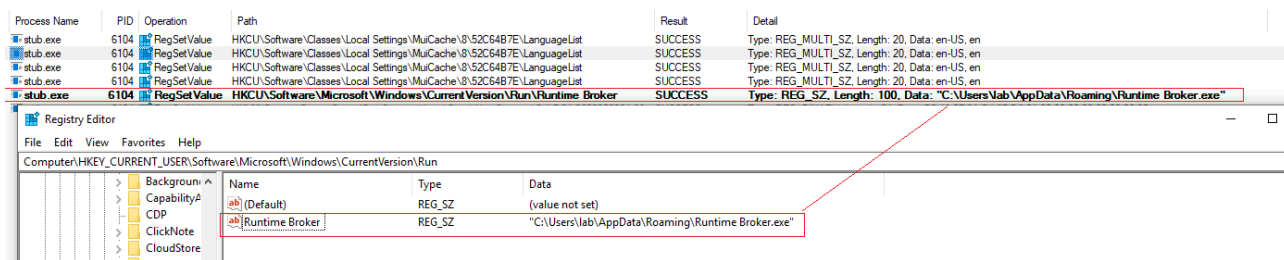 Process Name PID Operation Path Result Detail
stub.exe 6104 RegSetValue HKCU\Software\Classes\Local Settings\MuiCache\8\52C64B7E\LanguageList SUCCESS Type: REG_MULTI_SZ, Length: 20, Data: en-US, en
stub.exe 6104 RegSetValue HKCU\Software\Classes\Local Settings\MuiCache\8\52C64B7E\LanguageList SUCCESS Type: REG_MULTI_SZ, Length: 20, Data: en-US, en
stub.exe 6104 RegSetValue HKCU\Software\Classes\Local Settings\MuiCache\8\52C64B7E\LanguageList SUCCESS Type: REG_MULTI_SZ, Length: 20, Data: en-US, en
stub.exe 6104 RegSetValue HKCU\Software\Classes\Local Settings\MuiCache\8\52C64B7E\LanguageList SUCCESS Type: REG_MULTI_SZ, Length: 20, Data: en-US, en
stub.exe 6104 RegSetValue HKCU\Software\Microsoft\Windows\CurrentVersion\Run\Runtime Broker SUCCESS Type: REG_SZ, Length: 100, Data: "C:\Users\lab\AppData\Roaming\Runtime Broker.exe"
Registry Editor
File Edit View Favorites Help
Computer\HKEY_CURRENT_USER\Software\Microsoft\Windows\CurrentVersion\Run
Background Name Type Data
CapabilityA (Default) REG_SZ (value not set)
CDP Runtime Broker REG_SZ "C:\Users\lab\AppData\Roaming\Runtime Broker.exe"
ClickNote
CloudStore